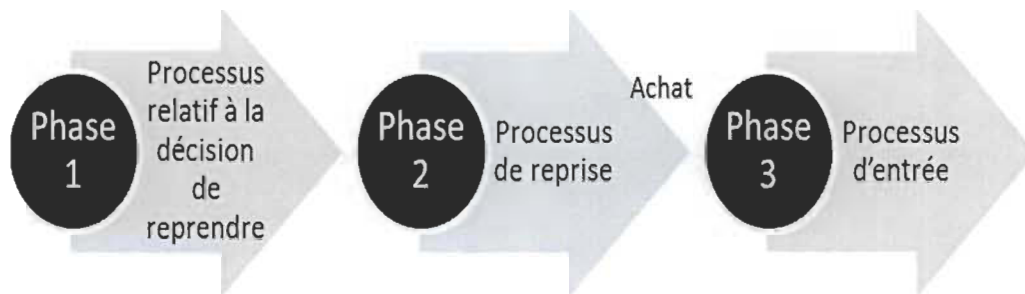 Phase
1
Processus
relatif à la
décision
de
reprendre
Phase
2
Processus
de reprise
Achat
Phase
3
Processus
d'entrée